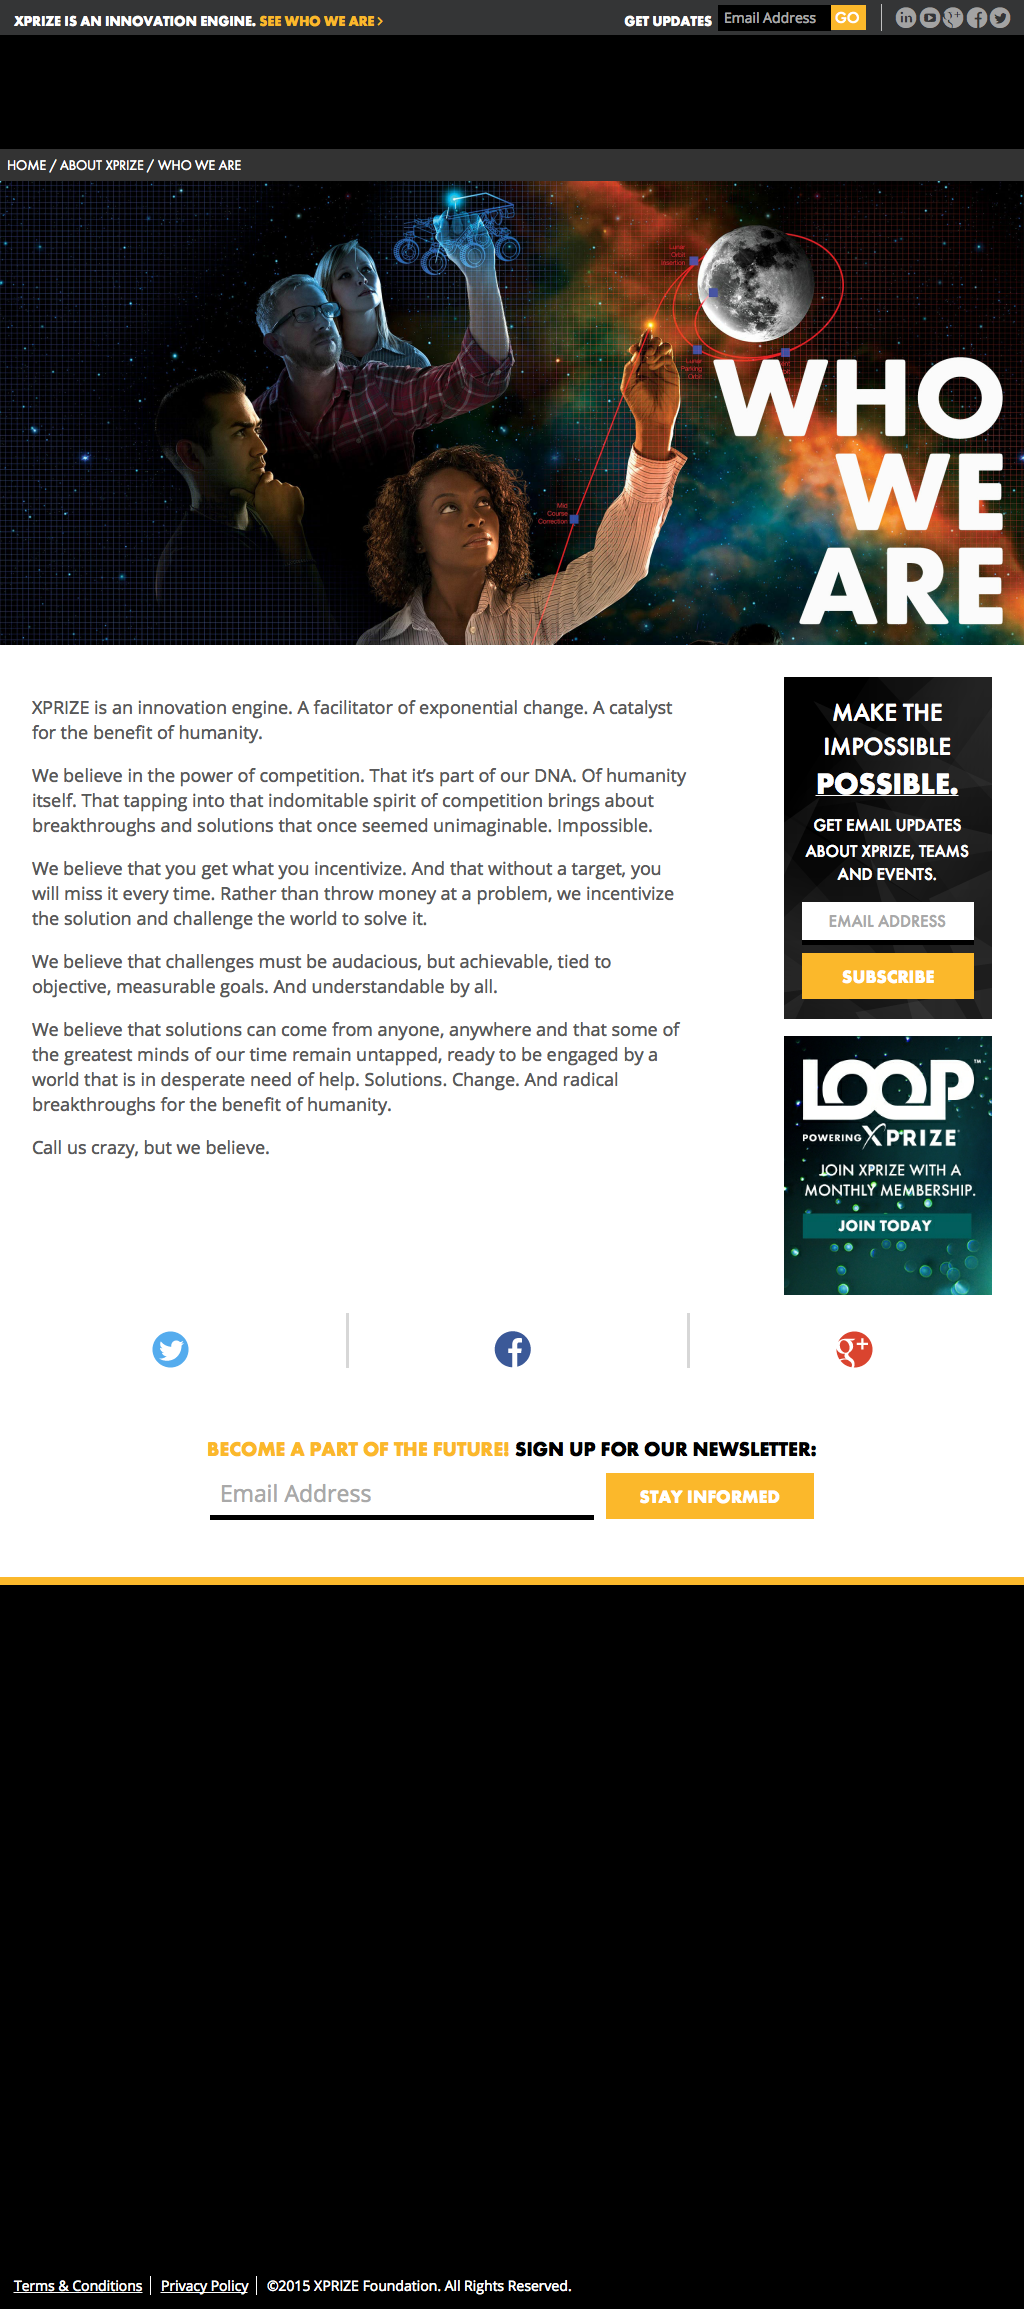 XPRIZE IS AN INNOVATION ENGINE. SEE WHO WE ARE >
GET UPDATES Email Address GO
HOME / ABOUT XPRIZE / WHO WE ARE
Lunar
Orbit
Insertion
Lunar
Parking
Orbit
Mid
Course
Correction
WHO
WE
ARE
XPRIZE is an innovation engine. A facilitator of exponential change. A catalyst
for the benefit of humanity.
We believe in the power of competition. That it’s part of our DNA. Of humanity
itself. That tapping into that indomitable spirit of competition brings about
breakthroughs and solutions that once seemed unimaginable. Impossible.
We believe that you get what you incentivize. And that without a target, you
will miss it every time. Rather than throw money at a problem, we incentivize
the solution and challenge the world to solve it.
We believe that challenges must be audacious, but achievable, tied to
objective, measurable goals. And understandable by all.
We believe that solutions can come from anyone, anywhere and that some of
the greatest minds of our time remain untapped, ready to be engaged by a
world that is in desperate need of help. Solutions. Change. And radical
breakthroughs for the benefit of humanity.
Call us crazy, but we believe.
MAKE THE
IMPOSSIBLE
POSSIBLE.
GET EMAIL UPDATES
ABOUT XPRIZE, TEAMS
AND EVENTS.
EMAIL ADDRESS
SUBSCRIBE
LOOP™
POWERING XPRIZE
JOIN XPRIZE WITH A
MONTHLY MEMBERSHIP.
JOIN TODAY
BECOME A PART OF THE FUTURE! SIGN UP FOR OUR NEWSLETTER:
Email Address
STAY INFORMED
Terms & Conditions | Privacy Policy | ©2015 XPRIZE Foundation. All Rights Reserved.